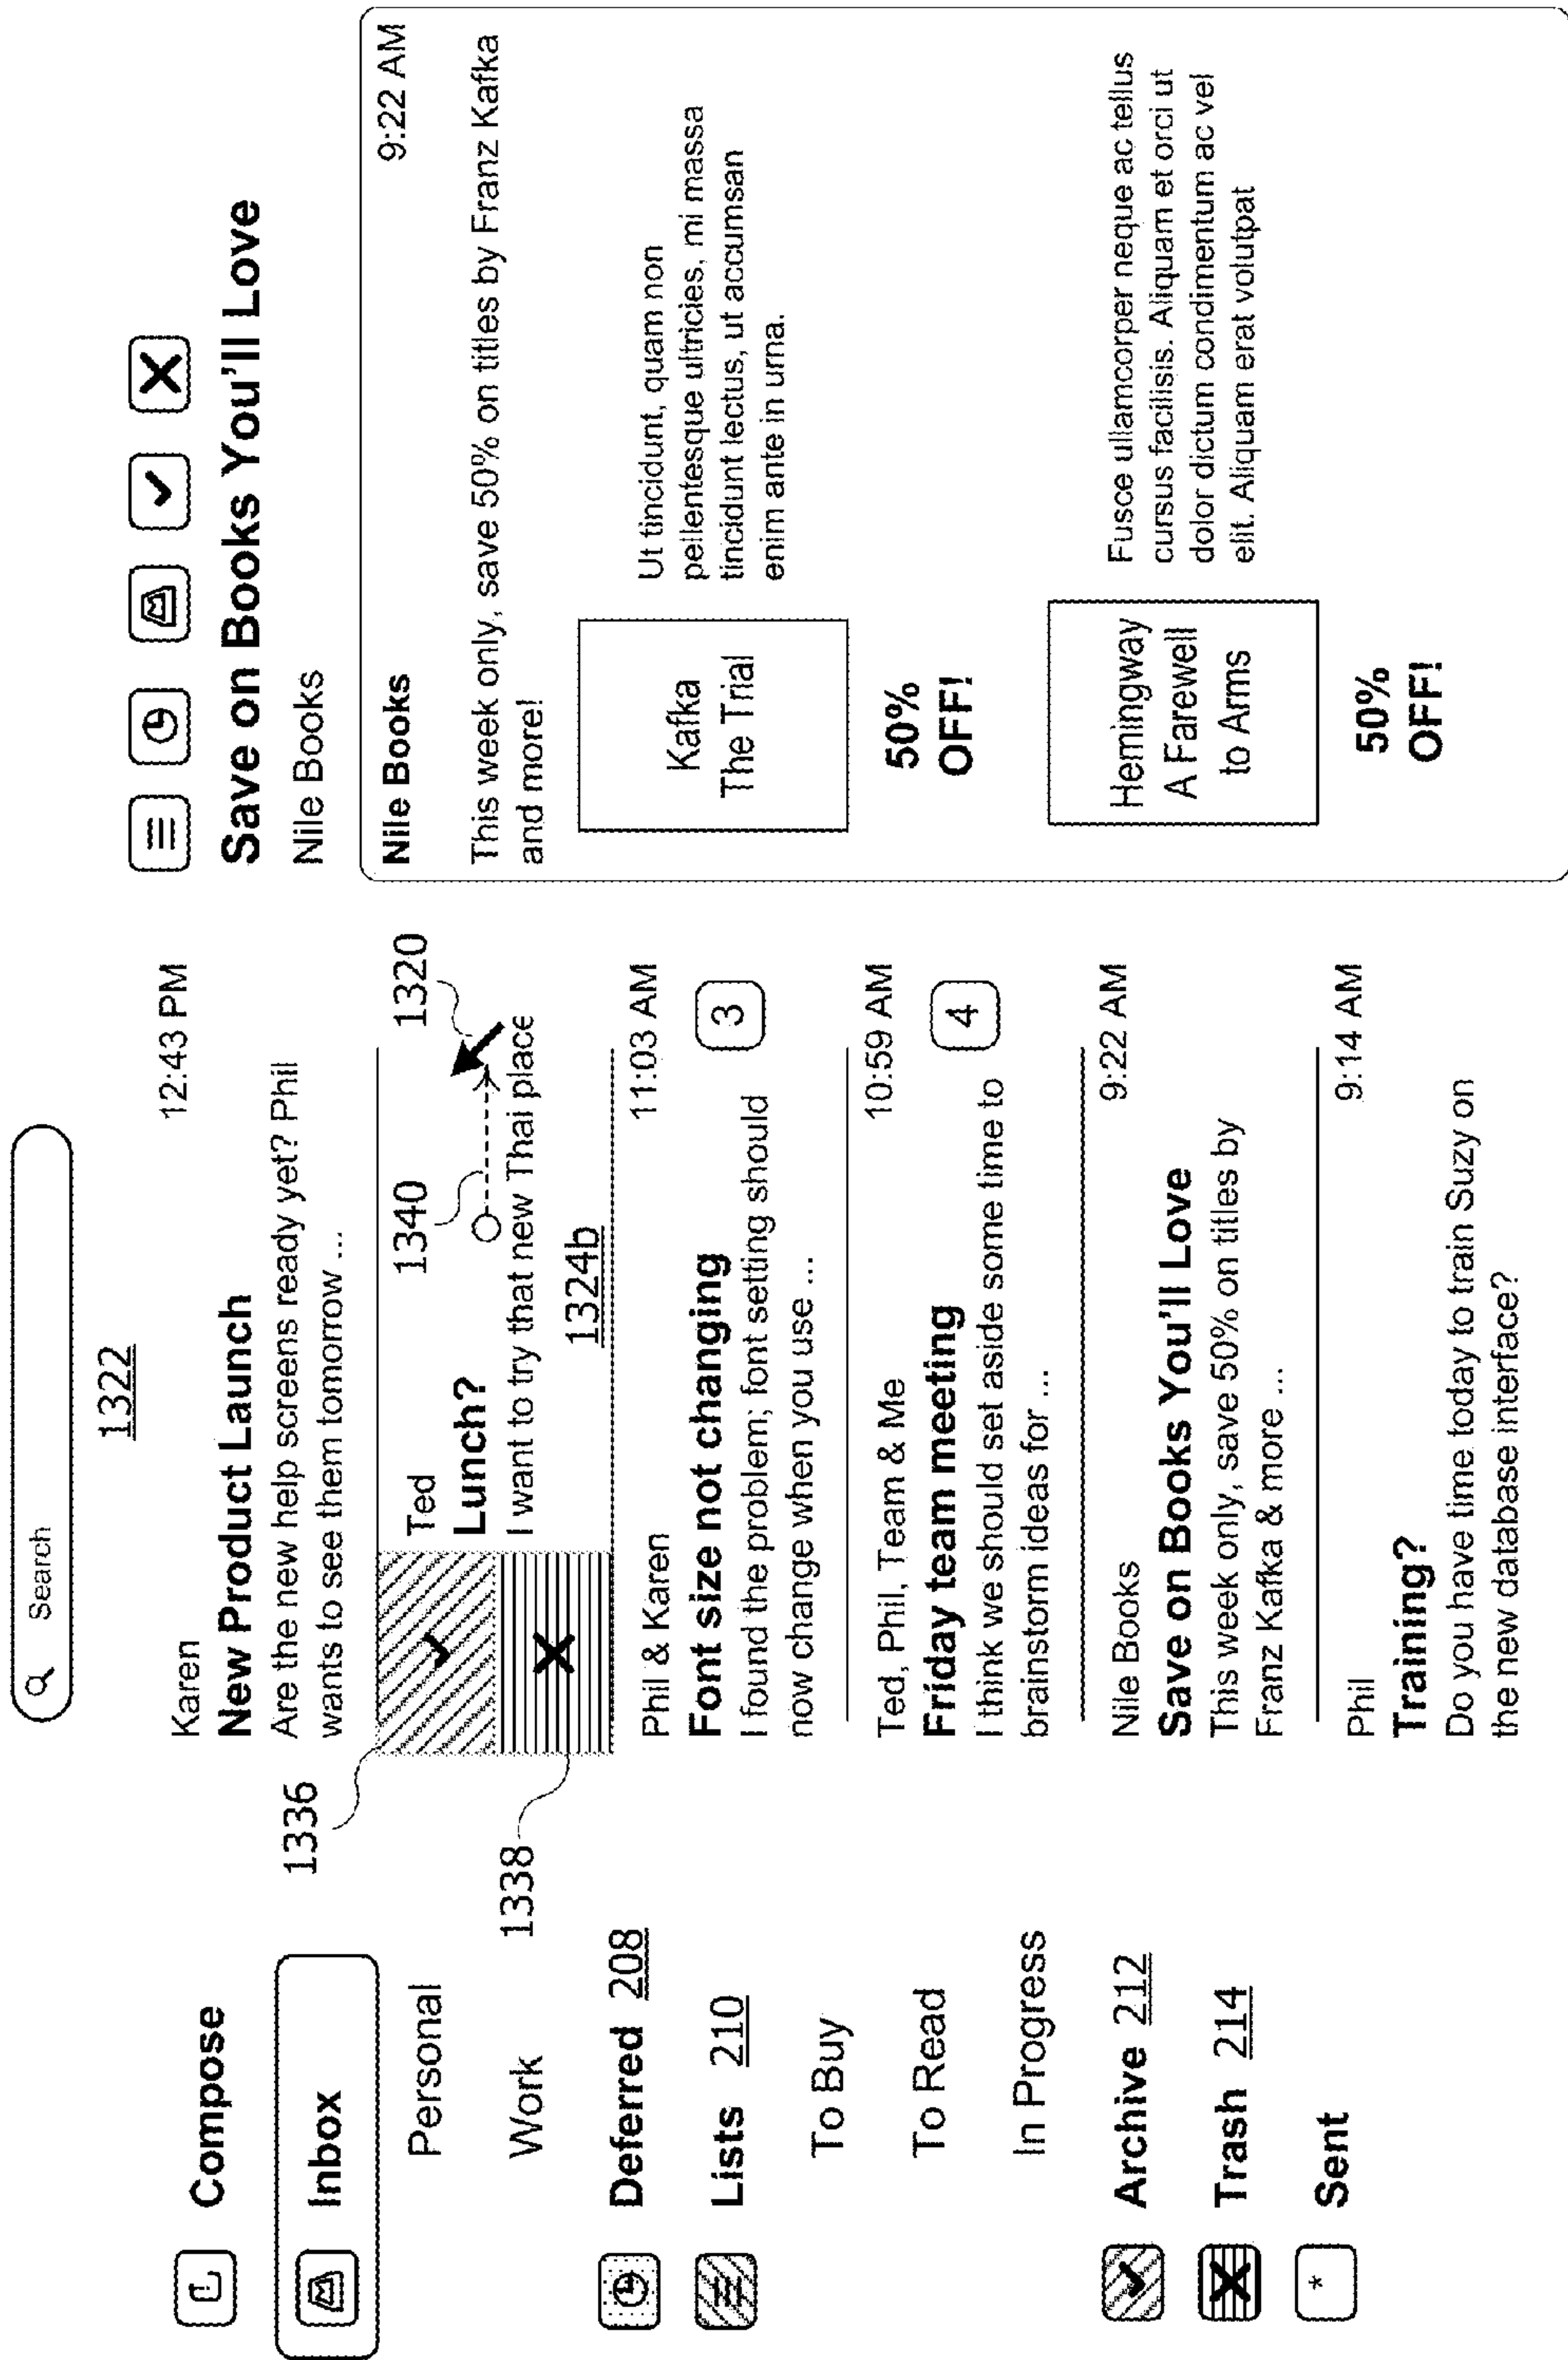 Search
1322
Compose
Inbox
Personal
Work
Deferred 208
Lists 210
To Buy
To Read
In Progress
Archive 212
Trash 214
*
Sent
Karen
12:43 PM
New Product Launch
Are the new help screens ready yet? Phil
wants to see them tomorrow ...
1336
1338
Ted
1340
1320
Lunch?
I want to try that new Thai place
1324b
Phil & Karen
11:03 AM
Font size not changing
3
I found the problem; font setting should
now change when you use ...
Ted, Phil, Team & Me
10:59 AM
Friday team meeting
4
I think we should set aside some time to
brainstorm ideas for ...
Nile Books
9:22 AM
Save on Books You'll Love
This week only, save 50% on titles by
Franz Kafka & more ...
Phil
9:14 AM
Training?
Do you have time today to train Suzy on
the new database interface?
Save on Books You'll Love
Nile Books
Nile Books
9:22 AM
This week only, save 50% on titles by Franz Kafka
and more!
Kafka
The Trial
50%
OFF!
Ut tincidunt, quam non
pellentesque ultricies, mi massa
tincidunt lectus, ut accumsan
enim ante in urna.
Hemingway
A Farewell
to Arms
50%
OFF!
Fusce ullamcorper neque ac tellus
cursus facilisis. Aliquam et orci ut
dolor dictum condimentum ac vel
elit. Aliquam erat volutpat